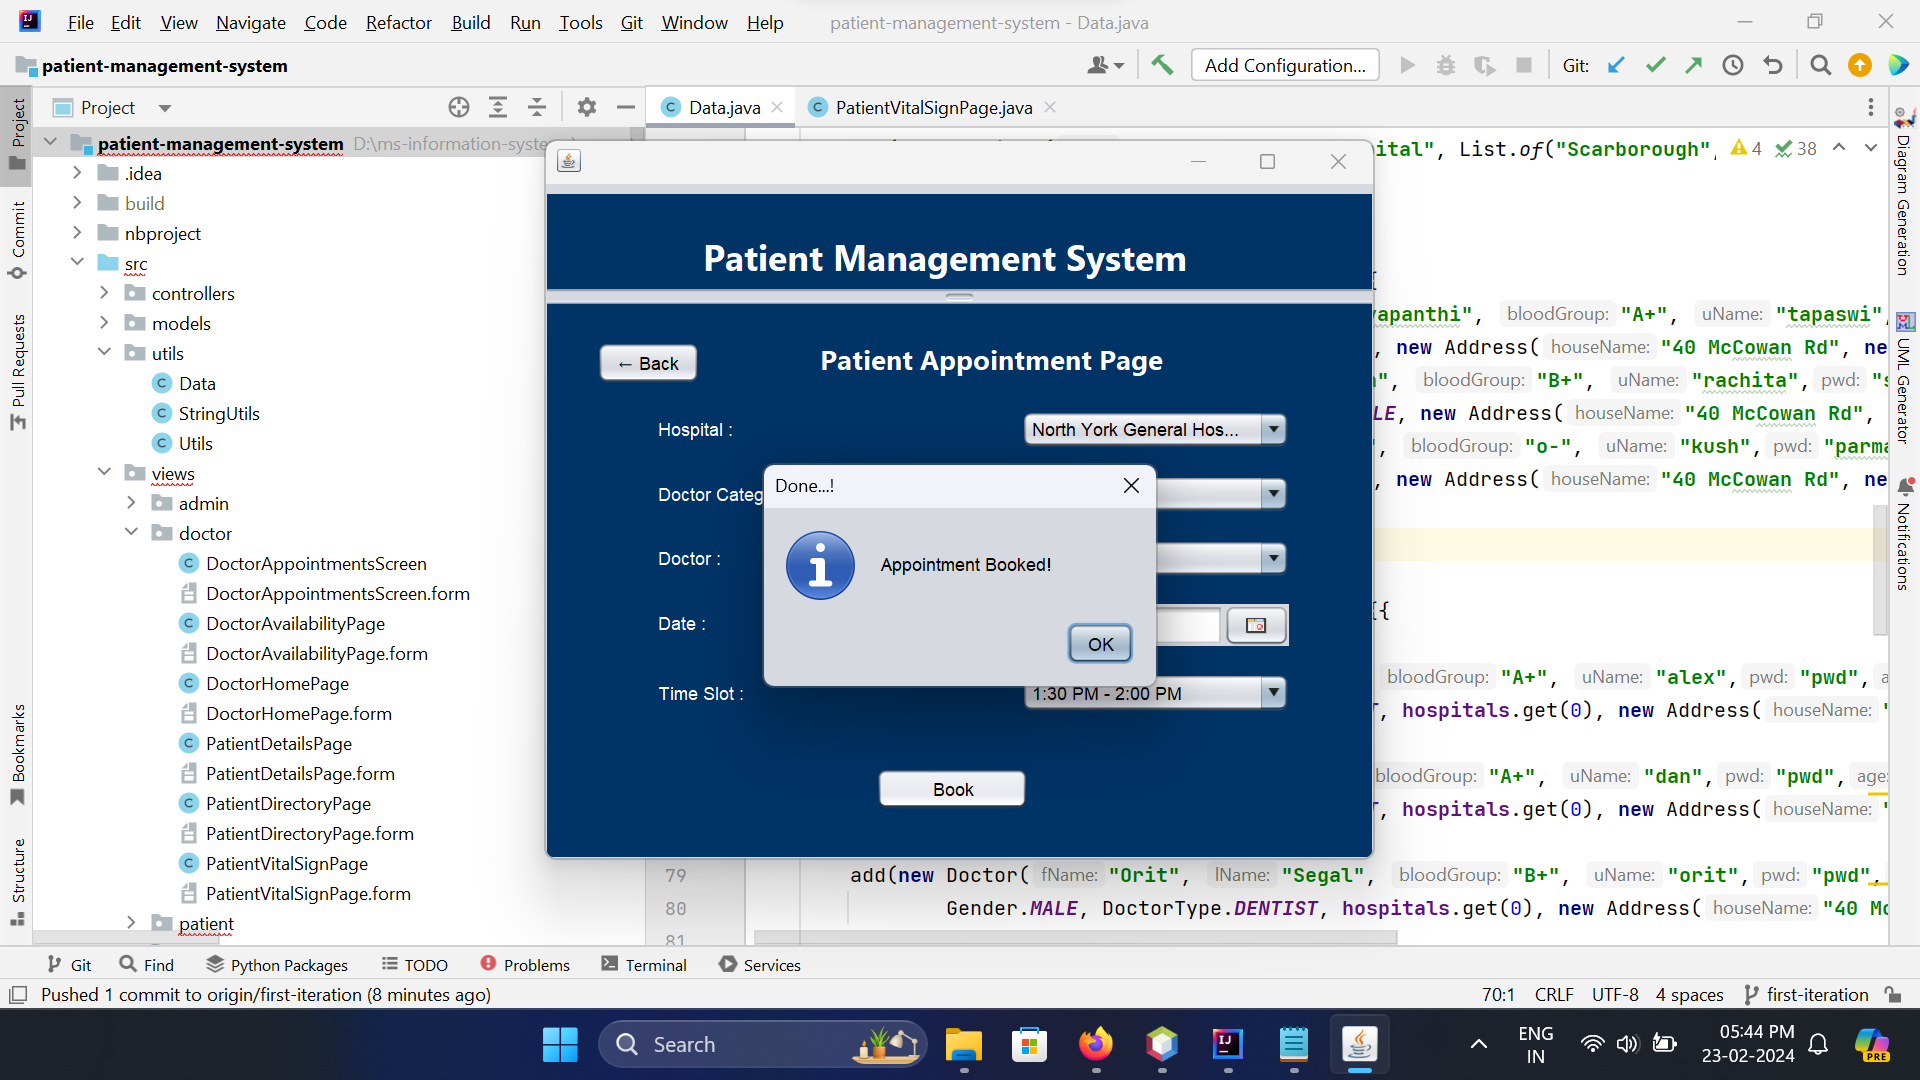 File Edit View Navigate Code Refactor Build Run Tools Git Window Help patient-management-system - Data.java
patient-management-system
Add Configuration...
Git:
Project
Data.java
PatientVitalSignPage.java
patient-management-system D:\ms-information-syste
.idea
build
nbproject
src
controllers
models
utils
Data
StringUtils
Utils
views
admin
doctor
DoctorAppointmentsScreen
DoctorAppointmentsScreen.form
DoctorAvailabilityPage
DoctorAvailabilityPage.form
DoctorHomePage
DoctorHomePage.form
PatientDetailsPage
PatientDetailsPage.form
PatientDirectoryPage
PatientDirectoryPage.form
PatientVitalSignPage
PatientVitalSignPage.form
patient
Project
Commit
Pull Requests
Bookmarks
Structure
Patient Management System
← Back
Patient Appointment Page
Hospital :
North York General Hos...
Doctor Categ
Doctor :
Date :
Time Slot :
1:30 PM - 2:00 PM
Book
Done...!
Appointment Booked!
OK
ital", List.of("Scarborough",
4
38
yapanthi", bloodGroup: "A+", uName: "tapaswi",
, new Address( houseName: "40 McCowan Rd", ne
", bloodGroup: "B+", uName: "rachita", pwd: "s
LE, new Address( houseName: "40 McCowan Rd",
", bloodGroup: "o-", uName: "kush", pwd: "parma
, new Address( houseName: "40 McCowan Rd", ne
{{
bloodGroup: "A+", uName: "alex", pwd: "pwd", a
, hospitals.get(0), new Address( houseName: "
bloodGroup: "A+", uName: "dan", pwd: "pwd", age:
, hospitals.get(0), new Address( houseName: "
79 add(new Doctor( fName: "Orit", lName: "Segal", bloodGroup: "B+", uName: "orit", pwd: "pwd",
80 Gender.MALE, DoctorType.DENTIST, hospitals.get(0), new Address( houseName: "40 Mc
81
Diagram Generation
UML Generator
Notifications
Git Find Python Packages TODO Problems Terminal Services
Pushed 1 commit to origin/first-iteration (8 minutes ago)
70:1 CRLF UTF-8 4 spaces first-iteration
Search
ENG
IN
05:44 PM
23-02-2024
PRE